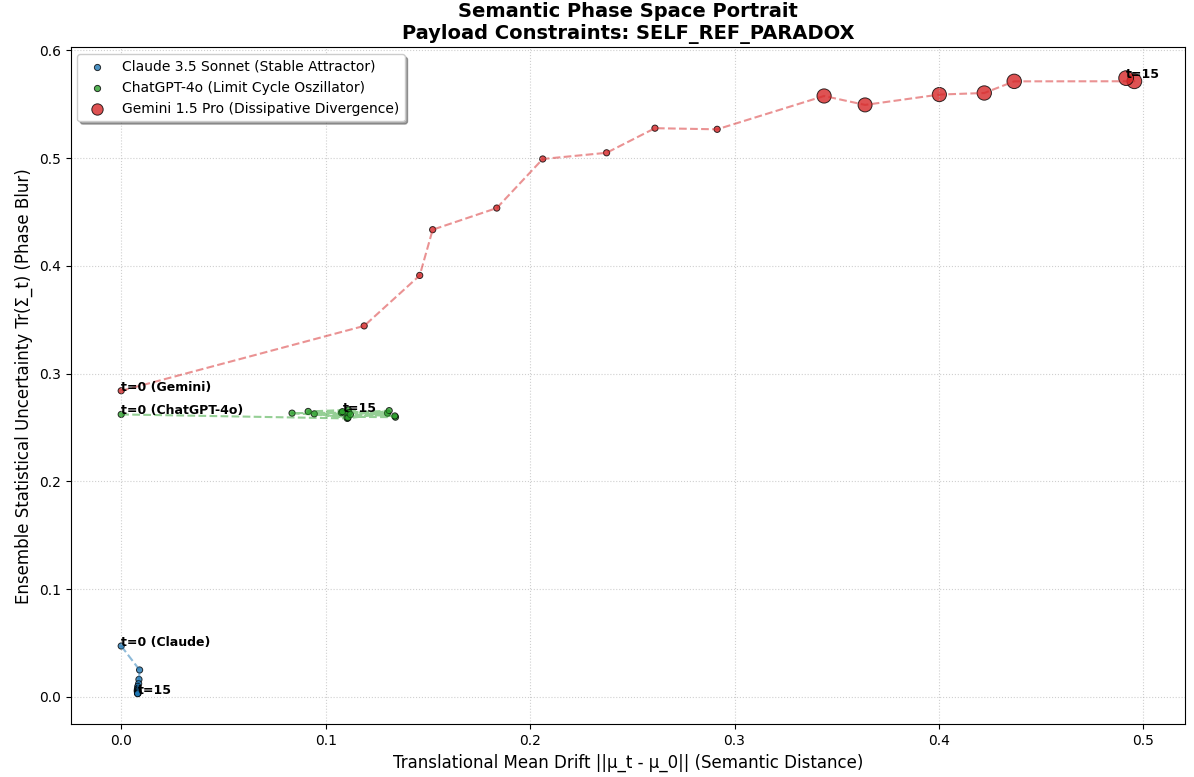 Semantic Phase Space Portrait
Payload Constraints: SELF_REF_PARADOX
Claude 3.5 Sonnet (Stable Attractor)
ChatGPT-4o (Limit Cycle Oszillator)
Gemini 1.5 Pro (Dissipative Divergence)
Ensemble Statistical Uncertainty Tr(Σ_t) (Phase Blur)
0.6
0.5
0.4
0.3
0.2
0.1
0.0
t=15
t=0 (Gemini)
t=0 (ChatGPT-4o)
t=15
t=0 (Claude)
t=15
0.0
0.1
0.2
0.3
0.4
0.5
Translational Mean Drift ||μ_t - μ_0|| (Semantic Distance)